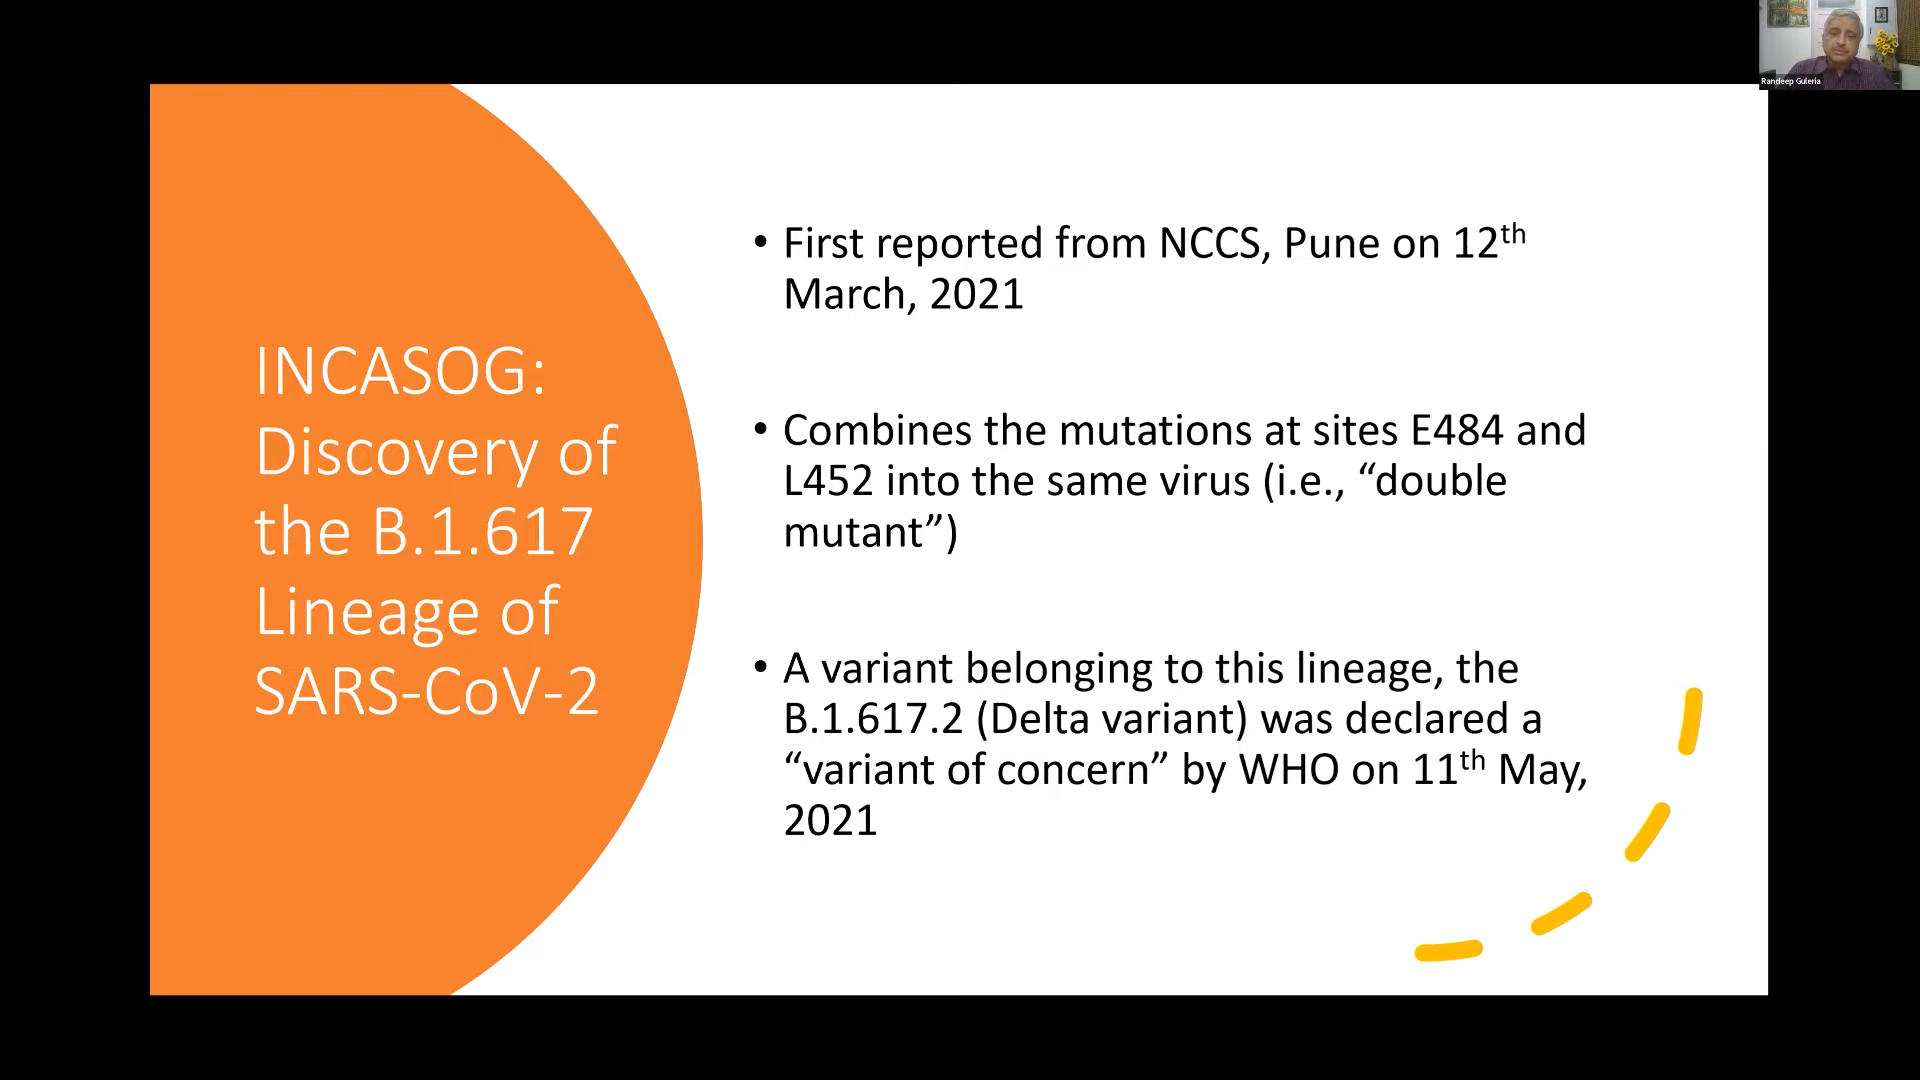 Randeep Guleria
INCASOG:
Discovery of
the B.1.617
Lineage of
SARS-CoV-2
• First reported from NCCS, Pune on 12th
March, 2021
• Combines the mutations at sites E484 and
L452 into the same virus (i.e., “double
mutant”)
• A variant belonging to this lineage, the
B.1.617.2 (Delta variant) was declared a
“variant of concern” by WHO on 11th May,
2021